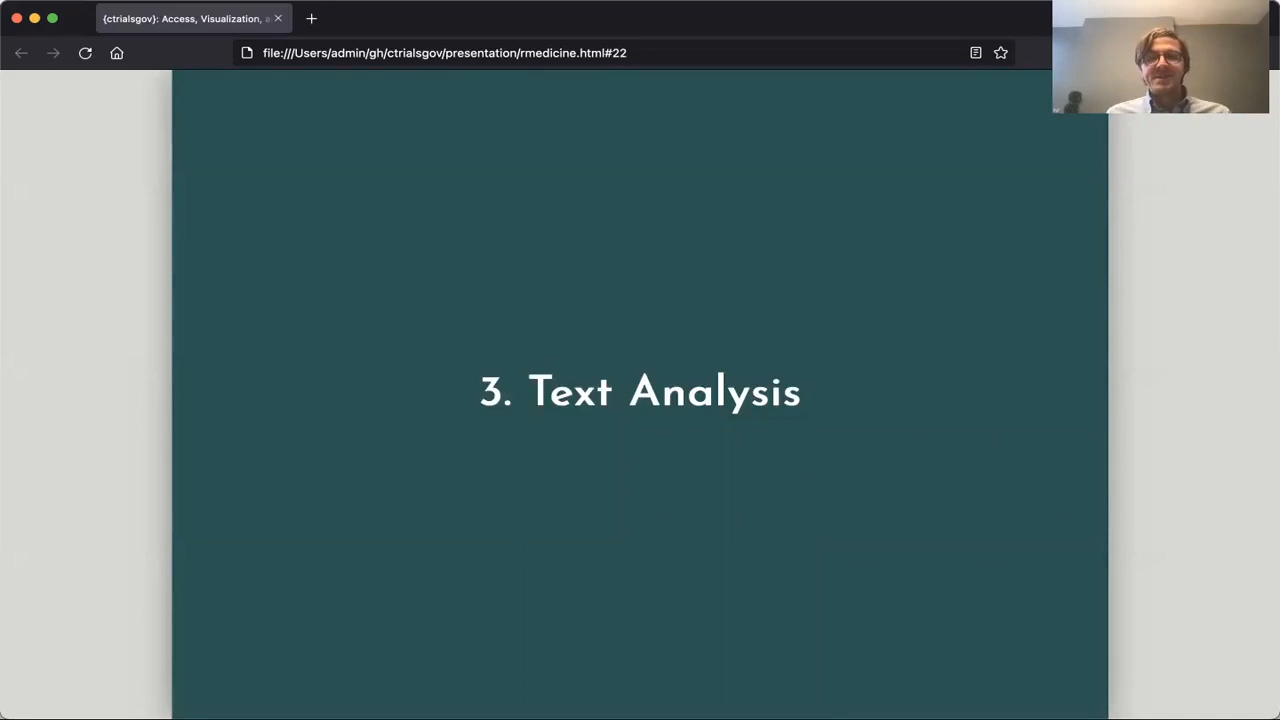 {ctrialsgov}: Access, Visualization, a
file:///Users/admin/gh/ctrialsgov/presentation/rmedicine.html#22
3. Text Analysis